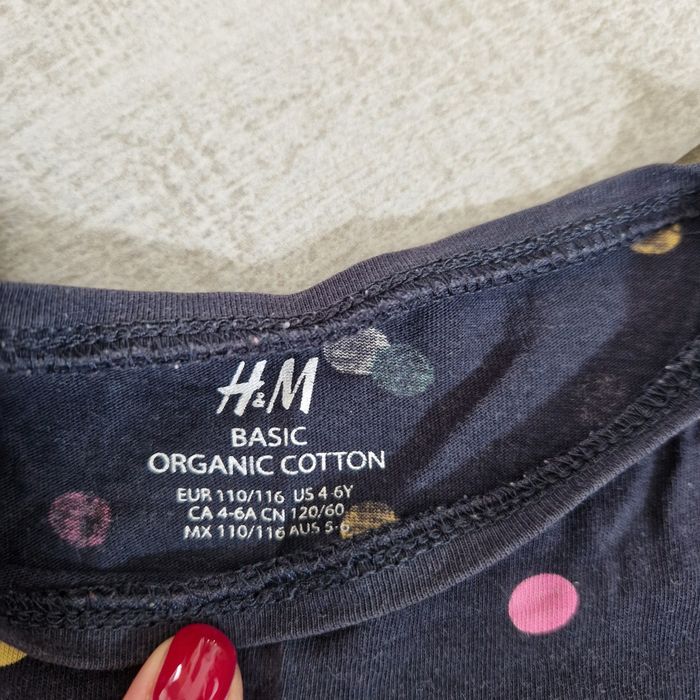 H&M
BASIC
ORGANIC COTTON
EUR 110/116 US 4-6Y
CA 4-6A CN 120/60
MX 110/116 AUS 5-6